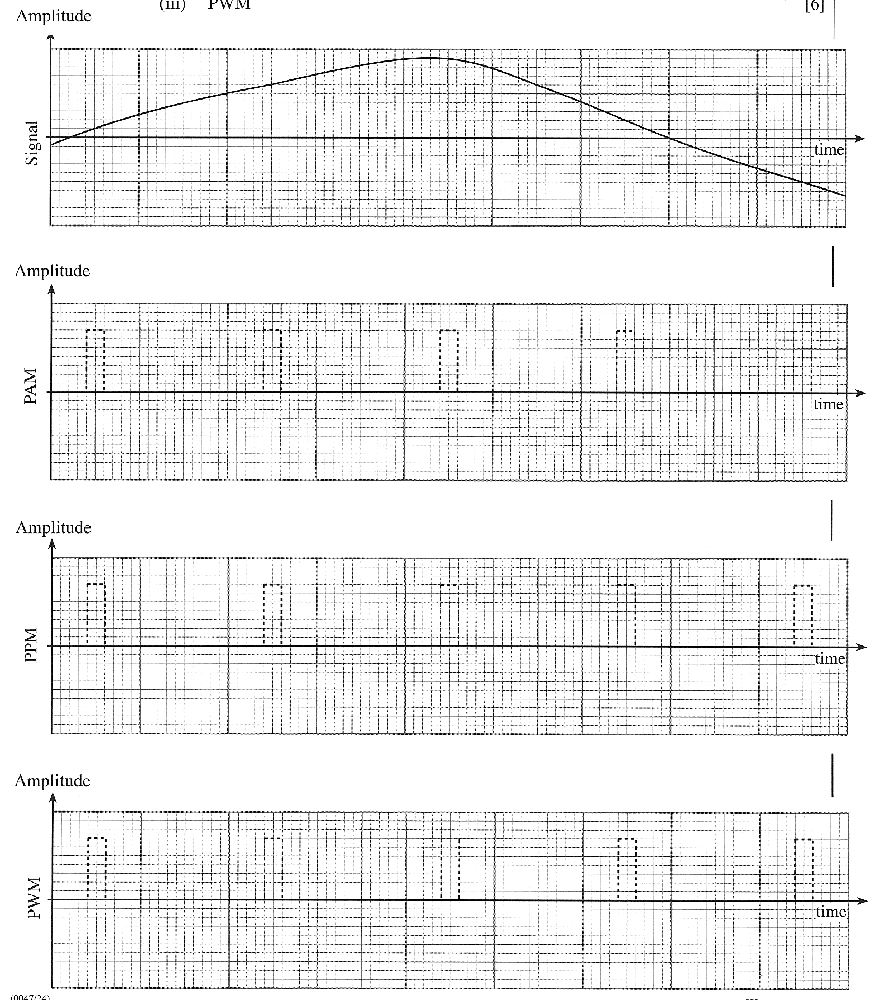 (iii) PWM [6]
Amplitude
Signal
time
Amplitude
PAM
time
Amplitude
PPM
time
Amplitude
PWM
time
(0047/24)